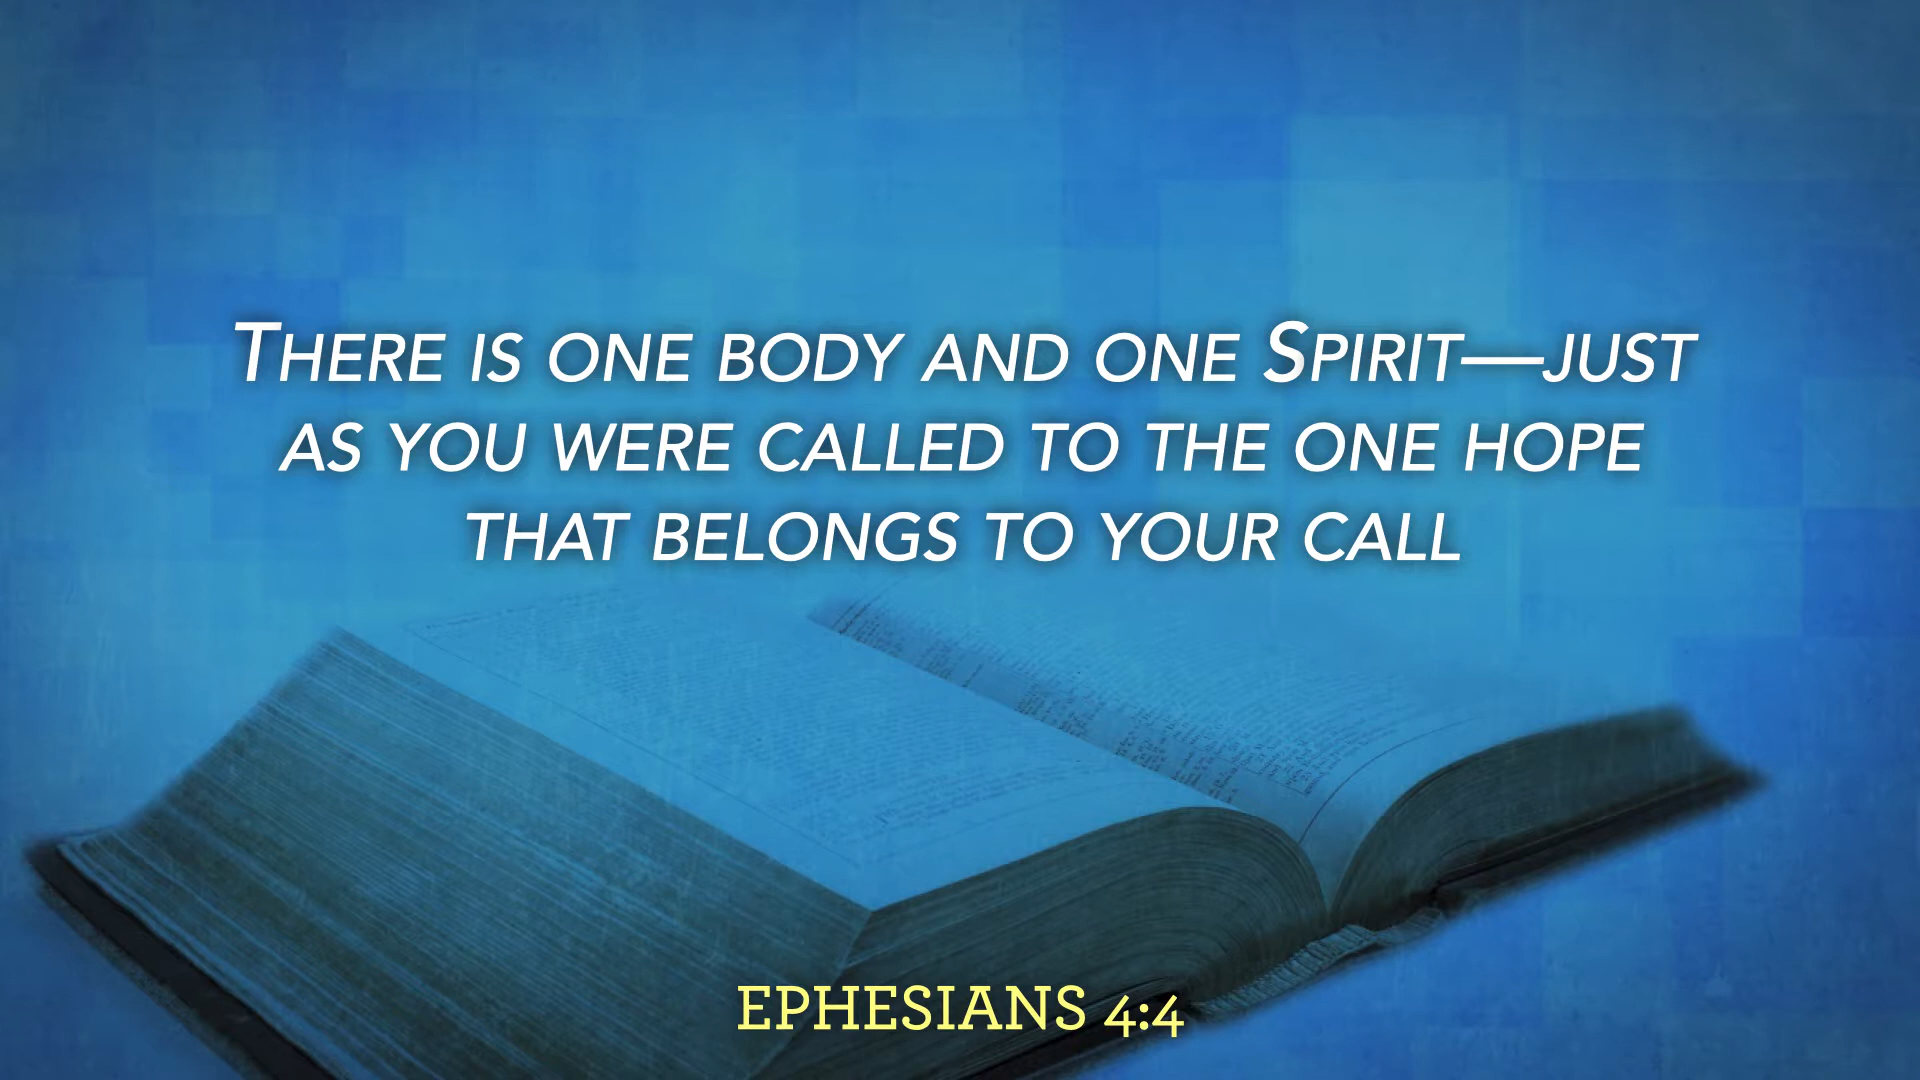 There is one body and one Spirit—just
as you were called to the one hope
that belongs to your call
EPHESIANS 4:4